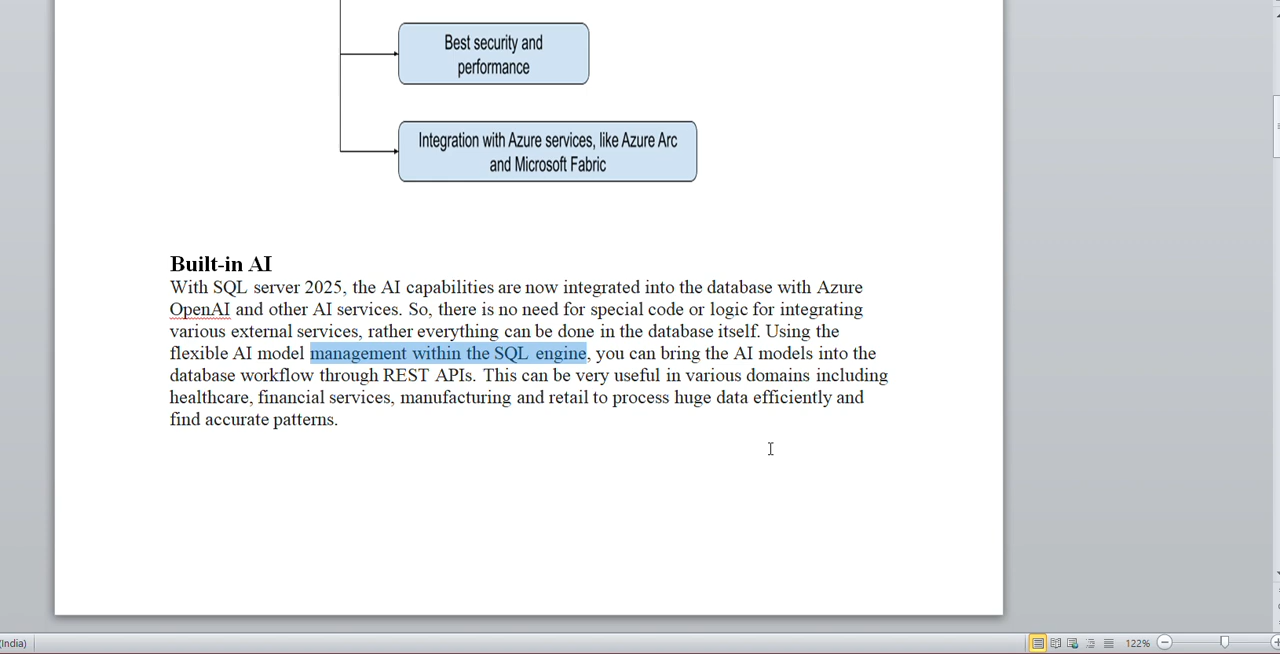 Best security and
performance
Integration with Azure services, like Azure Arc
and Microsoft Fabric
Built-in AI
With SQL server 2025, the AI capabilities are now integrated into the database with Azure
OpenAI and other AI services. So, there is no need for special code or logic for integrating
various external services, rather everything can be done in the database itself. Using the
flexible AI model management within the SQL engine, you can bring the AI models into the
database workflow through REST APIs. This can be very useful in various domains including
healthcare, financial services, manufacturing and retail to process huge data efficiently and
find accurate patterns.
(India)
122%